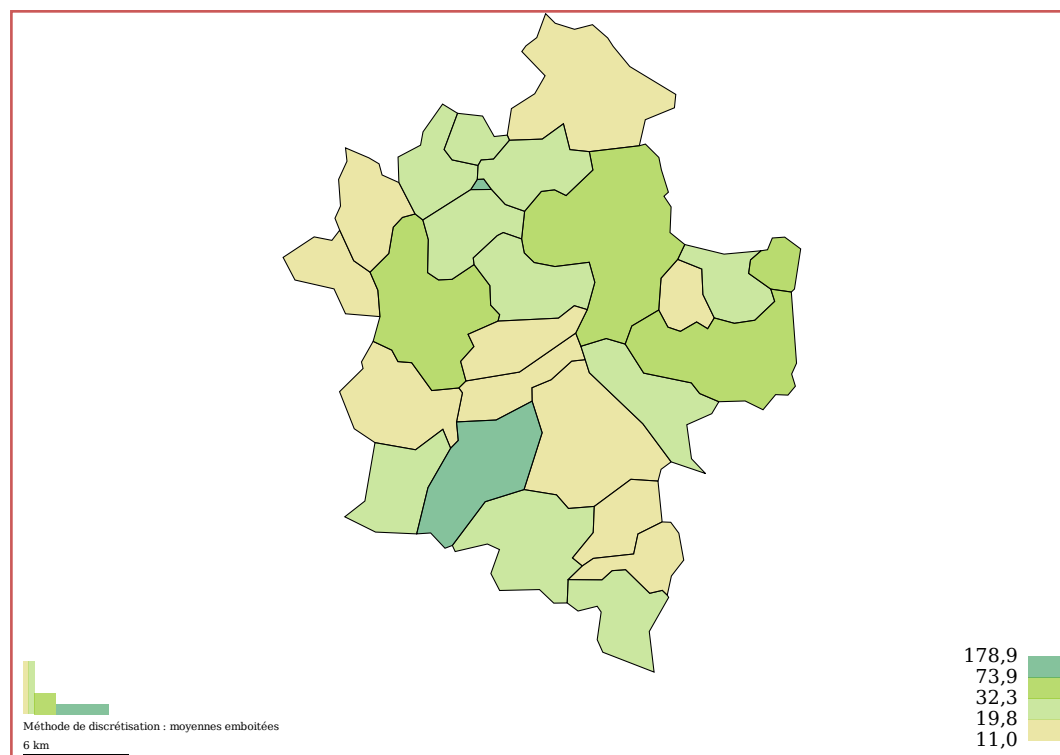 178,9
73,9
32,3
19,8
11,0
Méthode de discrétisation : moyennes emboitées
6 km